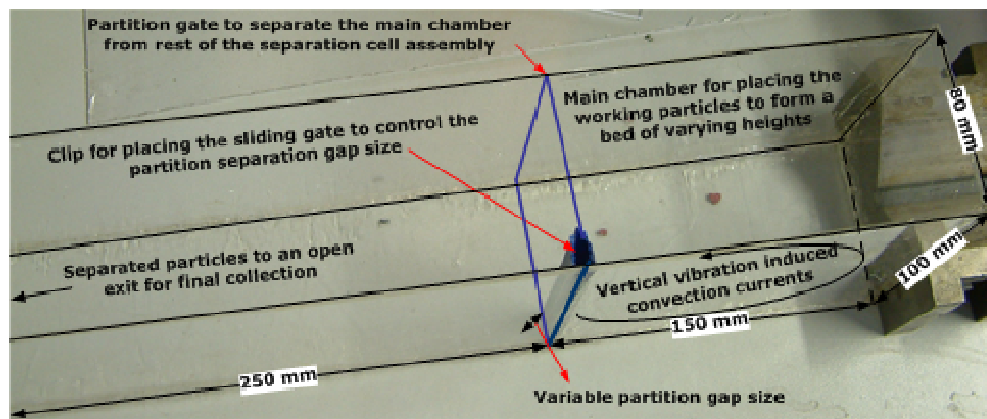 Partition gate to separate the main chamber
from rest of the separation cell assembly
Main chamber for placing the
working particles to form a
bed of varying heights
80 mm
Clip for placing the sliding gate to control the
partition separation gap size
Separated particles to an open
exit for final collection
Vertical vibration induced
convection currents
100 mm
150 mm
250 mm
Variable partition gap size